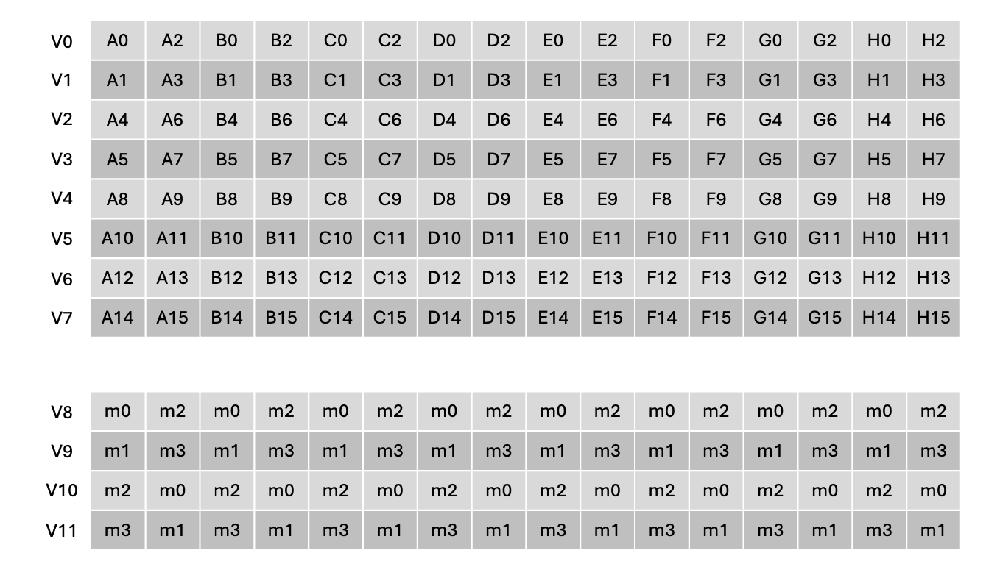 V0 A0 A2 B0 B2 C0 C2 D0 D2 E0 E2 F0 F2 G0 G2 H0 H2
V1 A1 A3 B1 B3 C1 C3 D1 D3 E1 E3 F1 F3 G1 G3 H1 H3
V2 A4 A6 B4 B6 C4 C6 D4 D6 E4 E6 F4 F6 G4 G6 H4 H6
V3 A5 A7 B5 B7 C5 C7 D5 D7 E5 E7 F5 F7 G5 G7 H5 H7
V4 A8 A9 B8 B9 C8 C9 D8 D9 E8 E9 F8 F9 G8 G9 H8 H9
V5 A10 A11 B10 B11 C10 C11 D10 D11 E10 E11 F10 F11 G10 G11 H10 H11
V6 A12 A13 B12 B13 C12 C13 D12 D13 E12 E13 F12 F13 G12 G13 H12 H13
V7 A14 A15 B14 B15 C14 C15 D14 D15 E14 E15 F14 F15 G14 G15 H14 H15
V8 m0 m2 m0 m2 m0 m2 m0 m2 m0 m2 m0 m2 m0 m2 m0 m2
V9 m1 m3 m1 m3 m1 m3 m1 m3 m1 m3 m1 m3 m1 m3 m1 m3
V10 m2 m0 m2 m0 m2 m0 m2 m0 m2 m0 m2 m0 m2 m0 m2 m0
V11 m3 m1 m3 m1 m3 m1 m3 m1 m3 m1 m3 m1 m3 m1 m3 m1